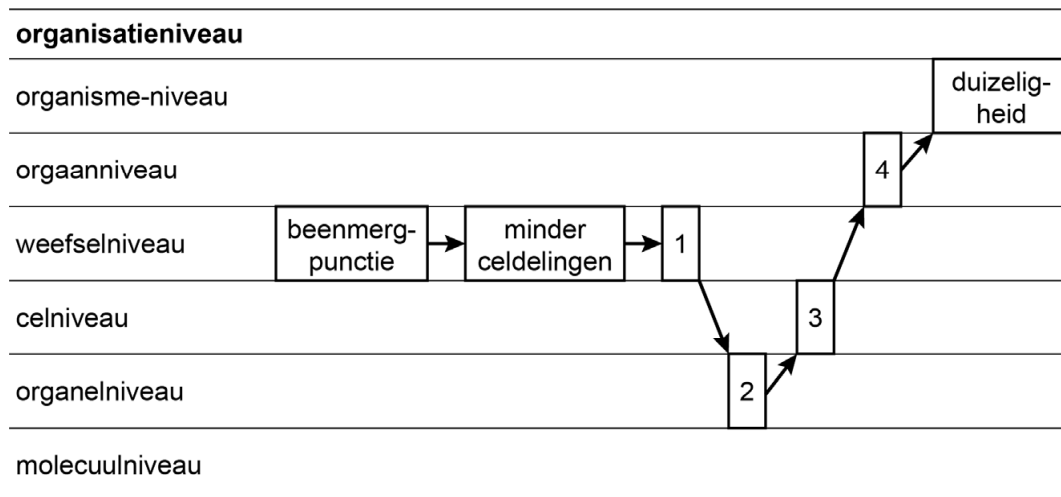 organisatieniveau
organisme-niveau
duizelig-
heid
orgaanniveau
4
weefselniveau
beenmerg-
punctie
minder
celdelingen
1
celniveau
3
organelniveau
2
molecuulniveau